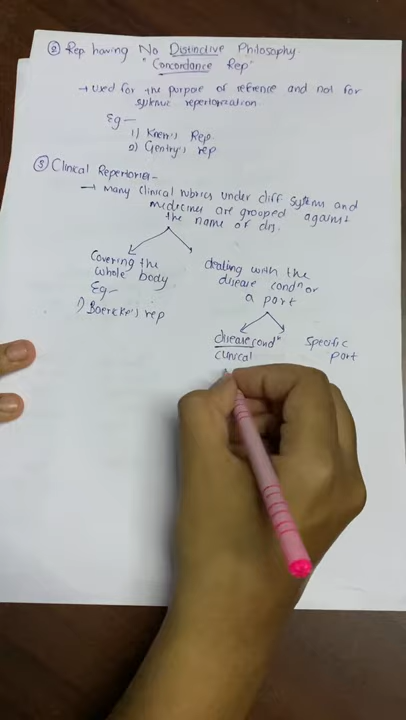 ② Rep having No Distinctive Philosophy
"Concordance Rep"
→ used for the purpose of refrence and not for
systemic repertorization
Eg —
1) Knerr's Rep.
2) Gentry's rep
③ Clinical Repertories -
→ many clinical rubrics under diff systems and
medicines are grouped against
the name of dis.
covering the
whole body
Eg -
1) Boericke's rep
dealing with the
disease condn or
a part
disease condn
clinical
specific
part